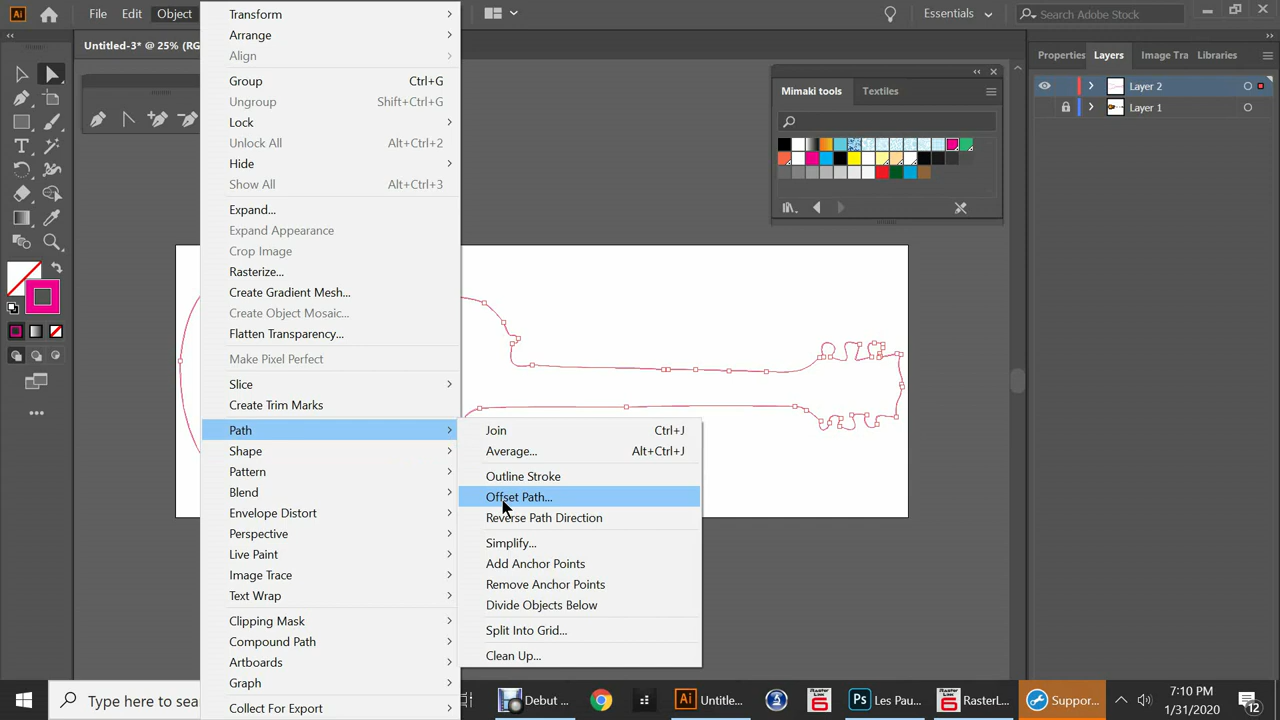 Ai File Edit Object Essentials Search Adobe Stock
Untitled-3* @ 25% (RG
Transform
Arrange
Align
Group Ctrl+G
Ungroup Shift+Ctrl+G
Lock
Unlock All Alt+Ctrl+2
Hide
Show All Alt+Ctrl+3
Expand...
Expand Appearance
Crop Image
Rasterize...
Create Gradient Mesh...
Create Object Mosaic...
Flatten Transparency...
Make Pixel Perfect
Slice
Create Trim Marks
Path
Shape
Pattern
Blend
Envelope Distort
Perspective
Live Paint
Image Trace
Text Wrap
Clipping Mask
Compound Path
Artboards
Graph
Collect For Export
Join Ctrl+J
Average... Alt+Ctrl+J
Outline Stroke
Offset Path...
Reverse Path Direction
Simplify...
Add Anchor Points
Remove Anchor Points
Divide Objects Below
Split Into Grid...
Clean Up...
Mimaki tools Textiles
Properties Layers Image Tra Libraries
Layer 2
Layer 1
Type here to sea
Debut ...
Ai Untitle...
6
Ps Les Pau...
6 RasterL...
Suppor...
7:10 PM
1/31/2020
12